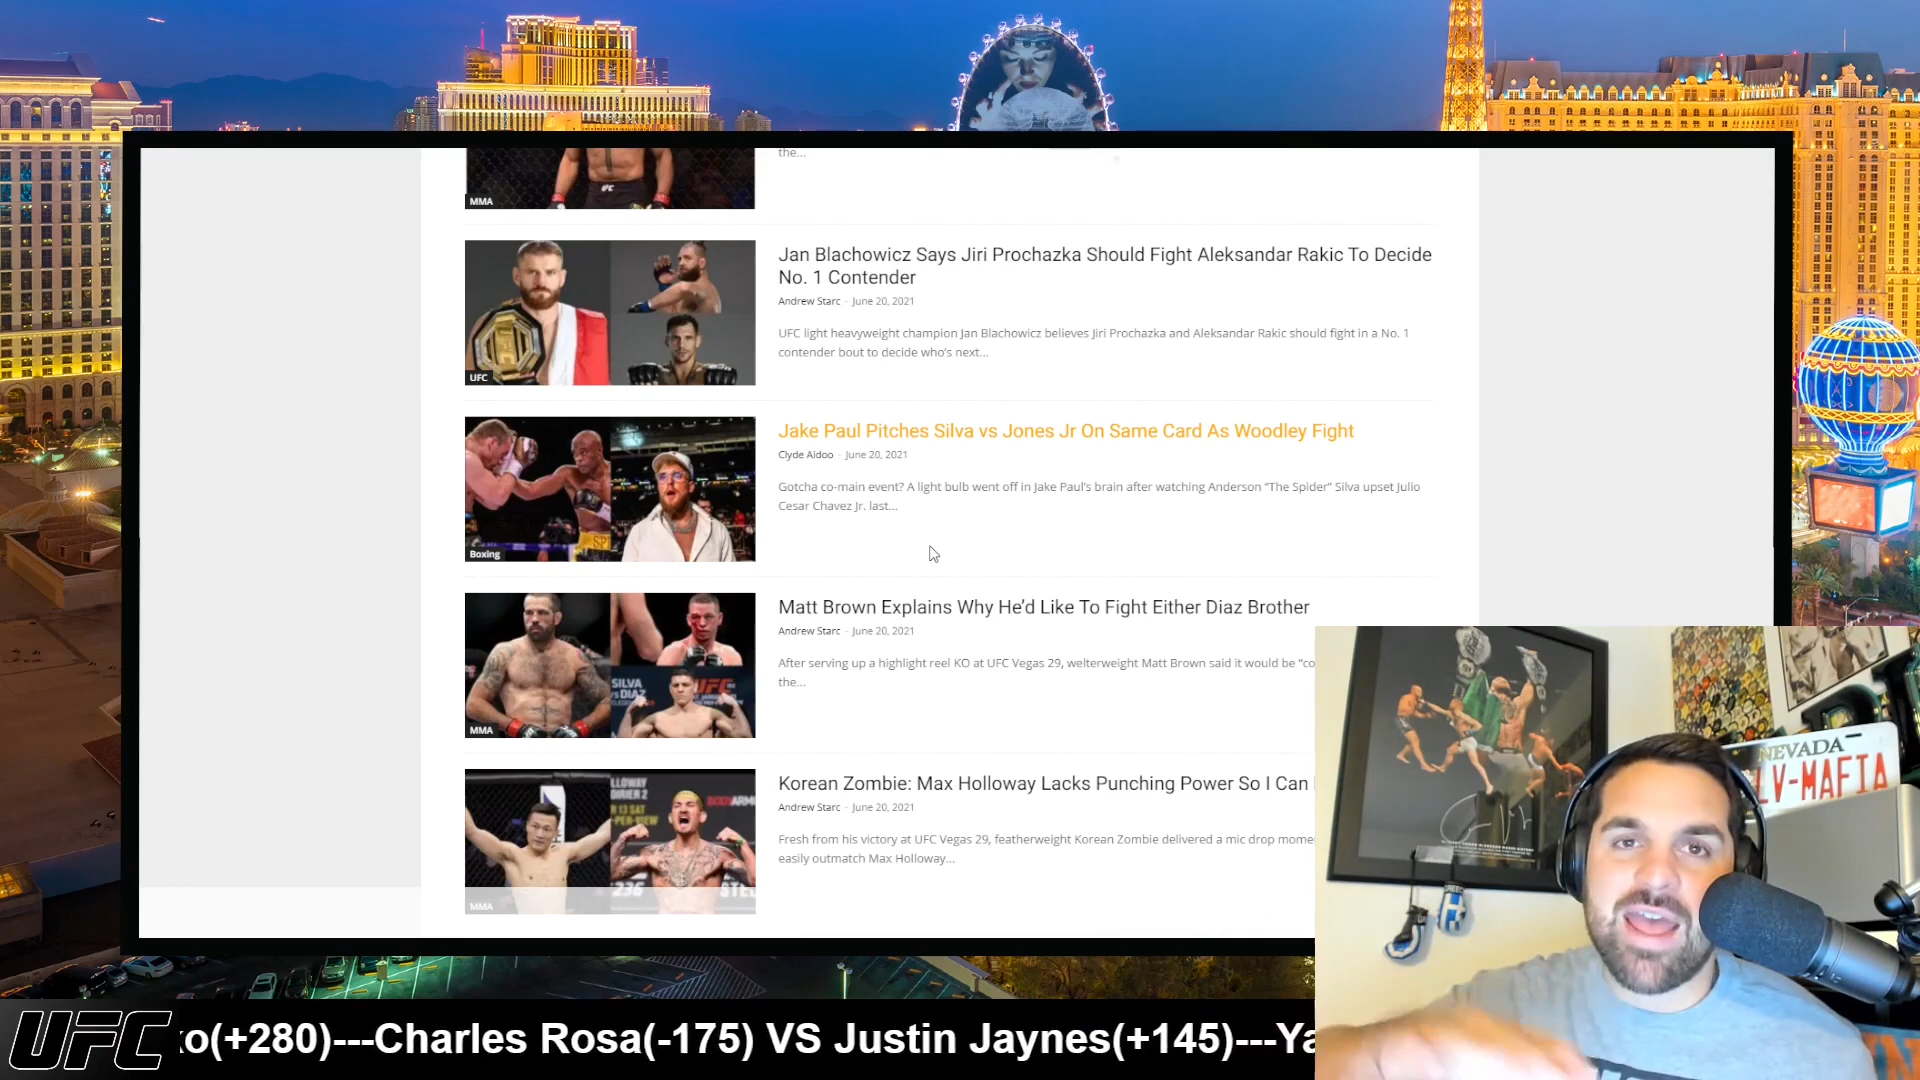 the...
MMA
Jan Blachowicz Says Jiri Prochazka Should Fight Aleksandar Rakic To Decide
No. 1 Contender
Andrew Starc - June 20, 2021
UFC light heavyweight champion Jan Blachowicz believes Jiri Prochazka and Aleksandar Rakic should fight in a No. 1
contender bout to decide who's next...
UFC
Jake Paul Pitches Silva vs Jones Jr On Same Card As Woodley Fight
Clyde Aidoo - June 20, 2021
Gotcha co-main event? A light bulb went off in Jake Paul's brain after watching Anderson "The Spider" Silva upset Julio
Cesar Chavez Jr. last...
Boxing
Matt Brown Explains Why He'd Like To Fight Either Diaz Brother
Andrew Starc - June 20, 2021
After serving up a highlight reel KO at UFC Vegas 29, welterweight Matt Brown said it would be "co
the...
SILVA
DIAZ
UFC
MMA
Korean Zombie: Max Holloway Lacks Punching Power So I Can
Andrew Starc - June 20, 2021
Fresh from his victory at UFC Vegas 29, featherweight Korean Zombie delivered a mic drop mome
easily outmatch Max Holloway...
236
MMA
NEVADA
LV-MAFIA
UFC
ko(+280)---Charles Rosa(-175) VS Justin Jaynes(+145)---Ya